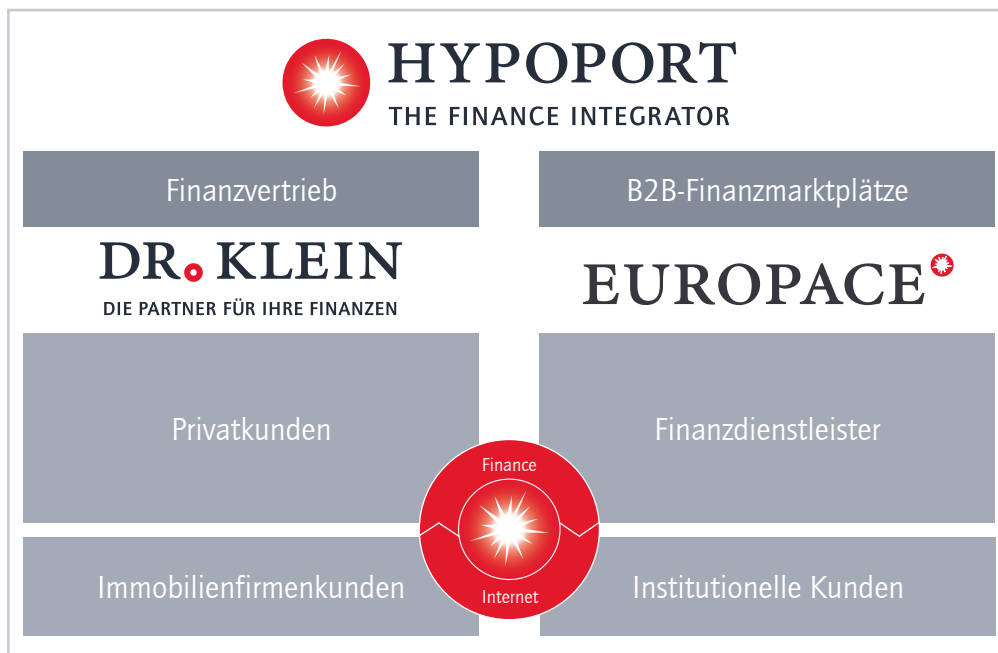 HYPOPORT
THE FINANCE INTEGRATOR
Finanzvertrieb
B2B-Finanzmarktplätze
DR. KLEIN
DIE PARTNER FÜR IHRE FINANZEN
EUROPACE
Privatkunden
Finanzdienstleister
Finance
Internet
Immobilienfirmenkunden
Institutionelle Kunden